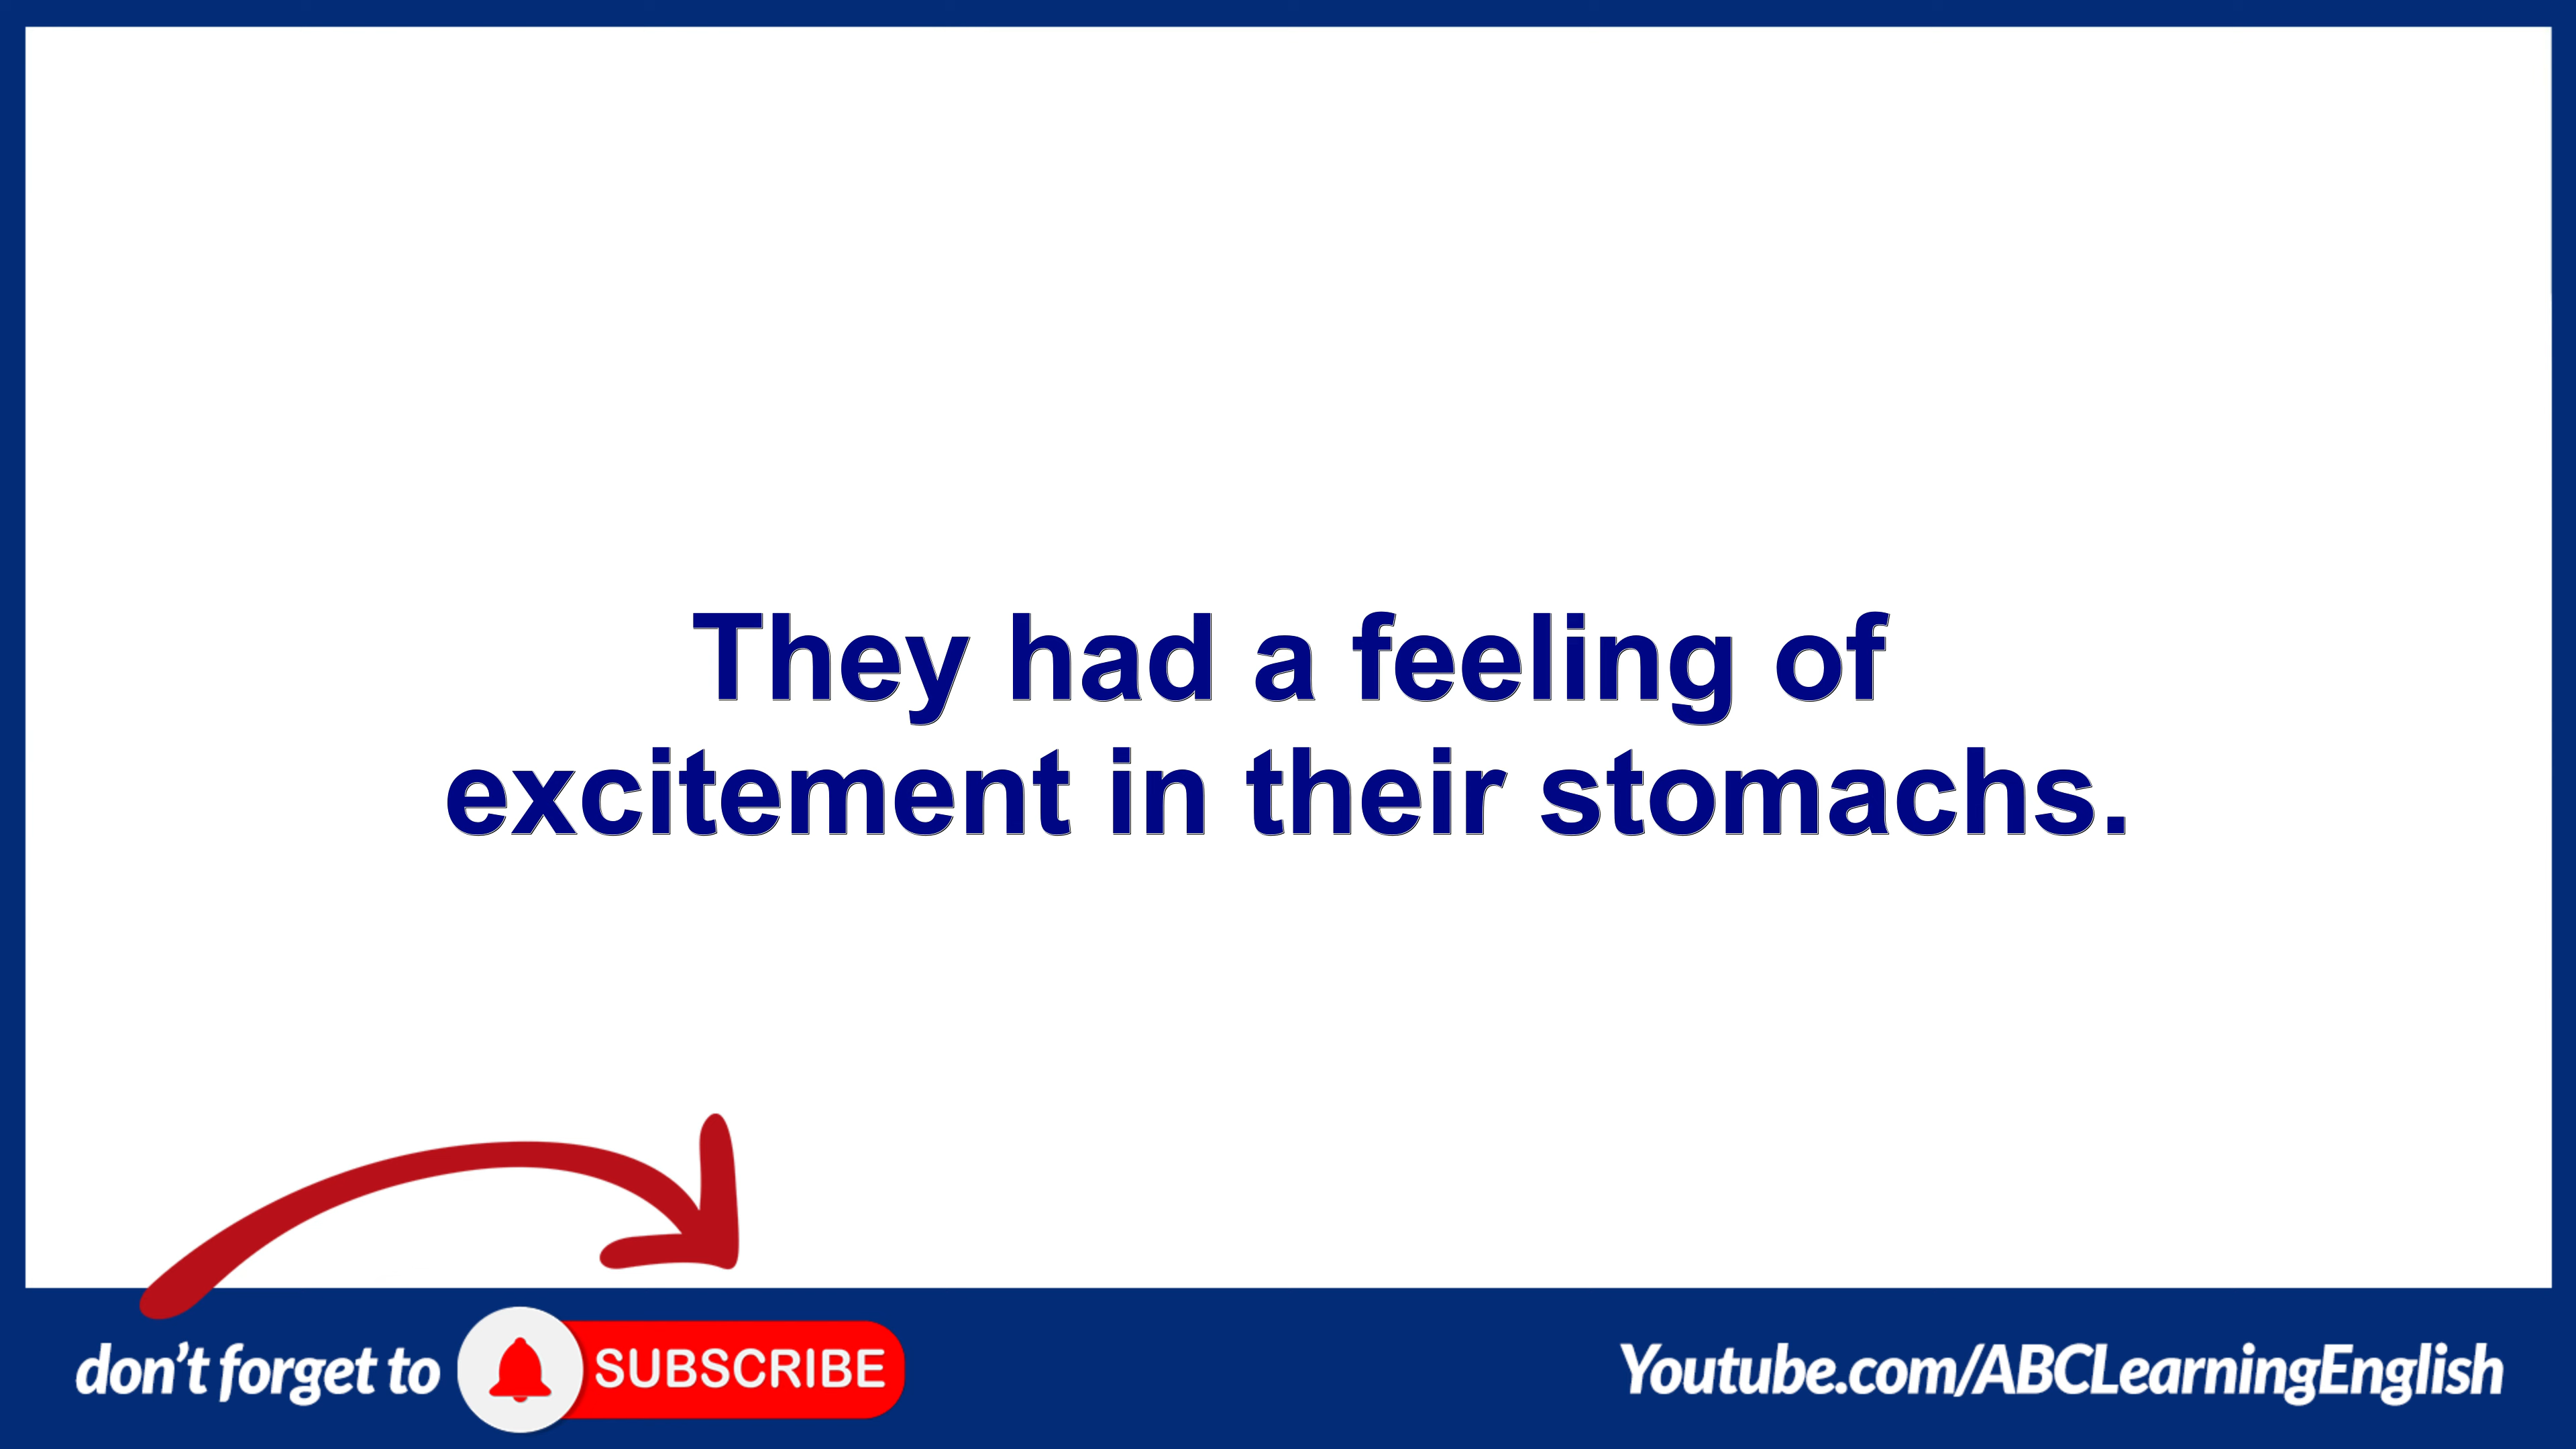 They had a feeling of
excitement in their stomachs.
don't forget to SUBSCRIBE
Youtube.com/ABCLearningEnglish